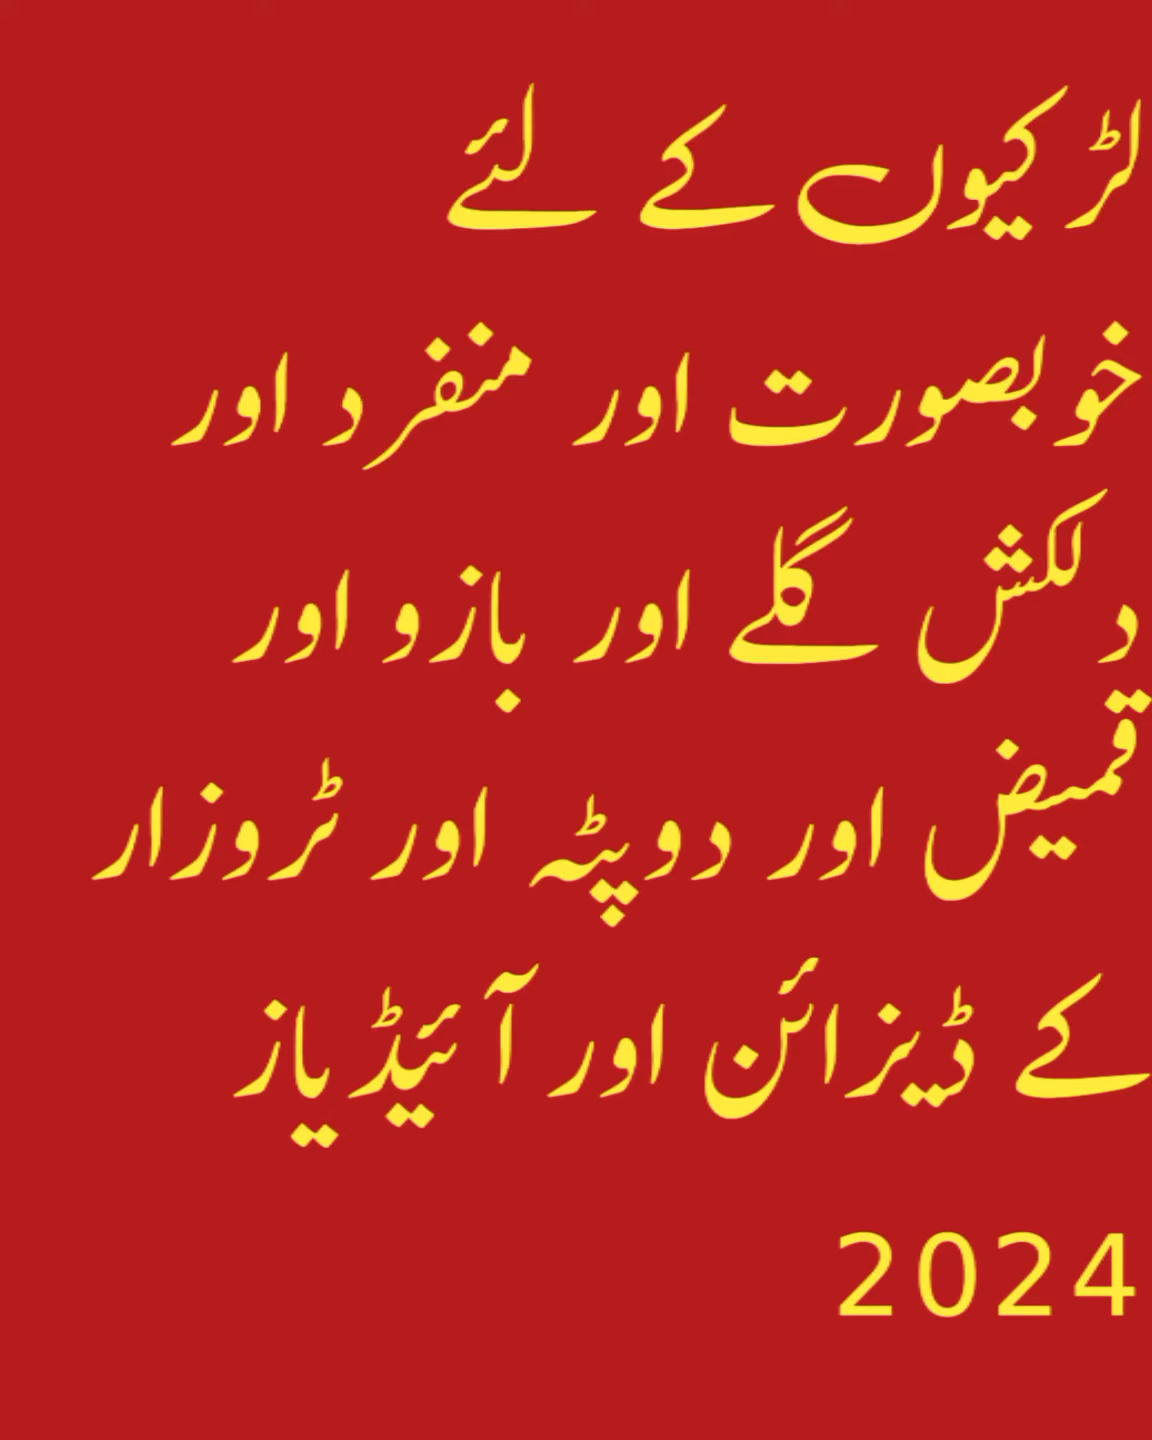 لڑکیوں کے لئے
خوبصورت اور منفرد اور
دلکش گلے اور بازو اور
قمیض اور دوپٹہ اور ٹروزار
کے ڈیزائن اور آئیڈیاز
2024